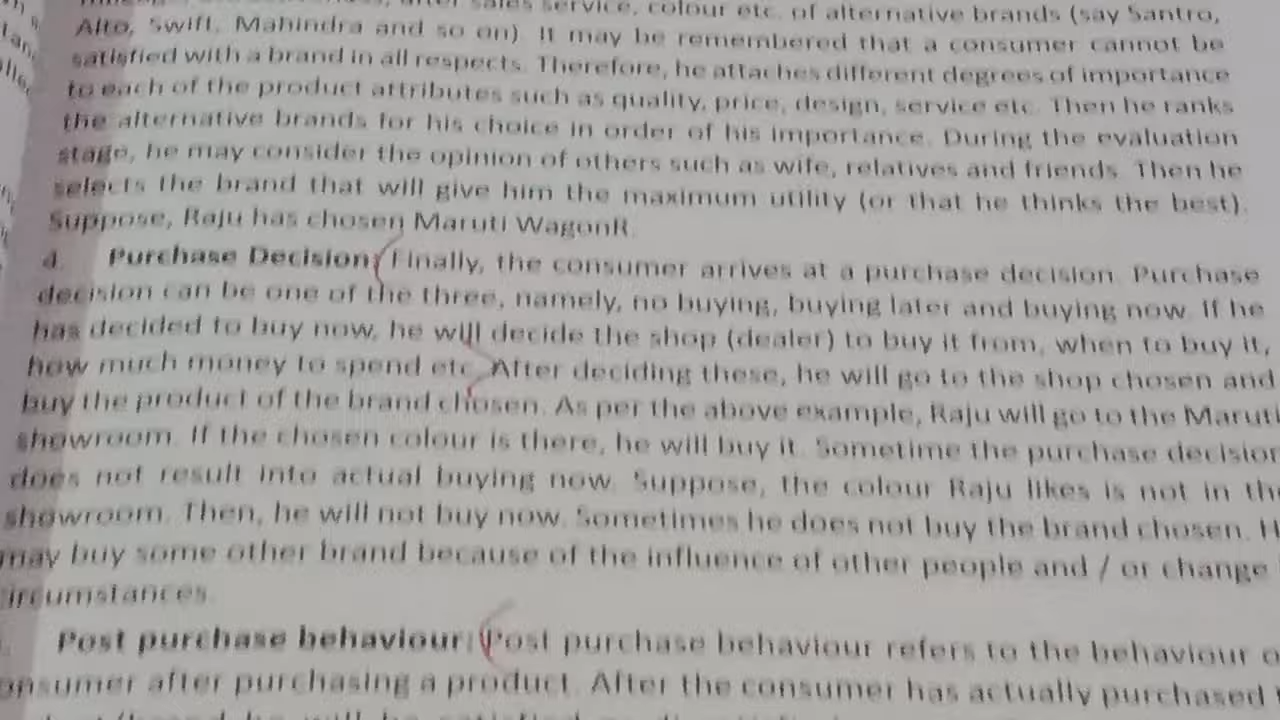 after sales service, colour etc. of alternative brands (say Santro,
Alto, Swift, Mahindra and so on). It may be remembered that a consumer cannot be
satisfied with a brand in all respects. Therefore, he attaches different degrees of importance
to each of the product attributes such as quality, price, design, service etc. Then he ranks
the alternative brands for his choice in order of his importance. During the evaluation
stage, he may consider the opinion of others such as wife, relatives and friends. Then he
selects the brand that will give him the maximum utility (or that he thinks the best).
Suppose, Raju has chosen Maruti WagonR.
4. Purchase Decision: Finally, the consumer arrives at a purchase decision. Purchase
decision can be one of the three, namely, no buying, buying later and buying now. If he
has decided to buy now, he will decide the shop (dealer) to buy it from, when to buy it,
how much money to spend etc. After deciding these, he will go to the shop chosen and
buy the product of the brand chosen. As per the above example, Raju will go to the Maruti
showroom. If the chosen colour is there, he will buy it. Sometime the purchase decision
does not result into actual buying now. Suppose, the colour Raju likes is not in the
showroom. Then, he will not buy now. Sometimes he does not buy the brand chosen. H
may buy some other brand because of the influence of other people and / or change
ircumstances.
Post purchase behaviour: Post purchase behaviour refers to the behaviour o
onsumer after purchasing a product. After the consumer has actually purchased